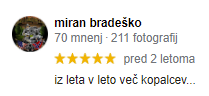 miran bradeško
70 mnenj · 211 fotografij
pred 2 letoma
iz leta v leto več kopalcev...